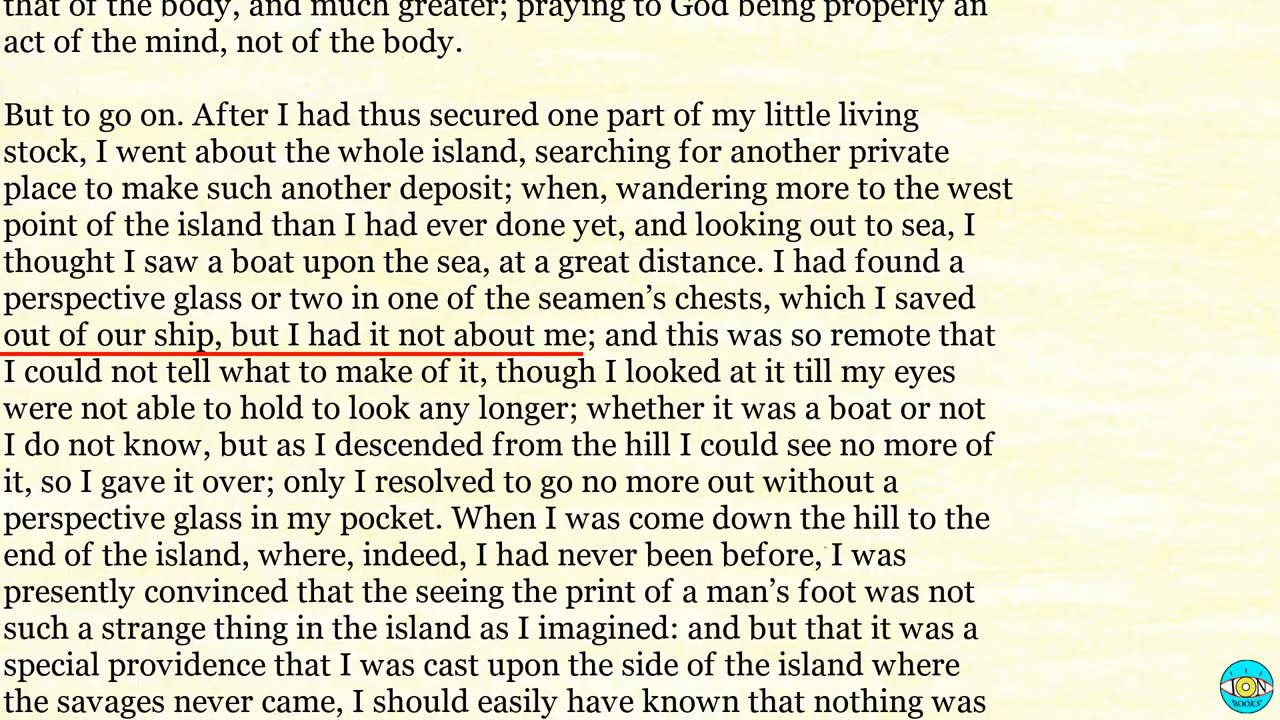 that of the body, and much greater; praying to God being properly an
act of the mind, not of the body.
But to go on. After I had thus secured one part of my little living
stock, I went about the whole island, searching for another private
place to make such another deposit; when, wandering more to the west
point of the island than I had ever done yet, and looking out to sea, I
thought I saw a boat upon the sea, at a great distance. I had found a
perspective glass or two in one of the seamen’s chests, which I saved
out of our ship, but I had it not about me; and this was so remote that
I could not tell what to make of it, though I looked at it till my eyes
were not able to hold to look any longer; whether it was a boat or not
I do not know, but as I descended from the hill I could see no more of
it, so I gave it over; only I resolved to go no more out without a
perspective glass in my pocket. When I was come down the hill to the
end of the island, where, indeed, I had never been before, I was
presently convinced that the seeing the print of a man’s foot was not
such a strange thing in the island as I imagined: and but that it was a
special providence that I was cast upon the side of the island where
the savages never came, I should easily have known that nothing was
ION
BOOKS